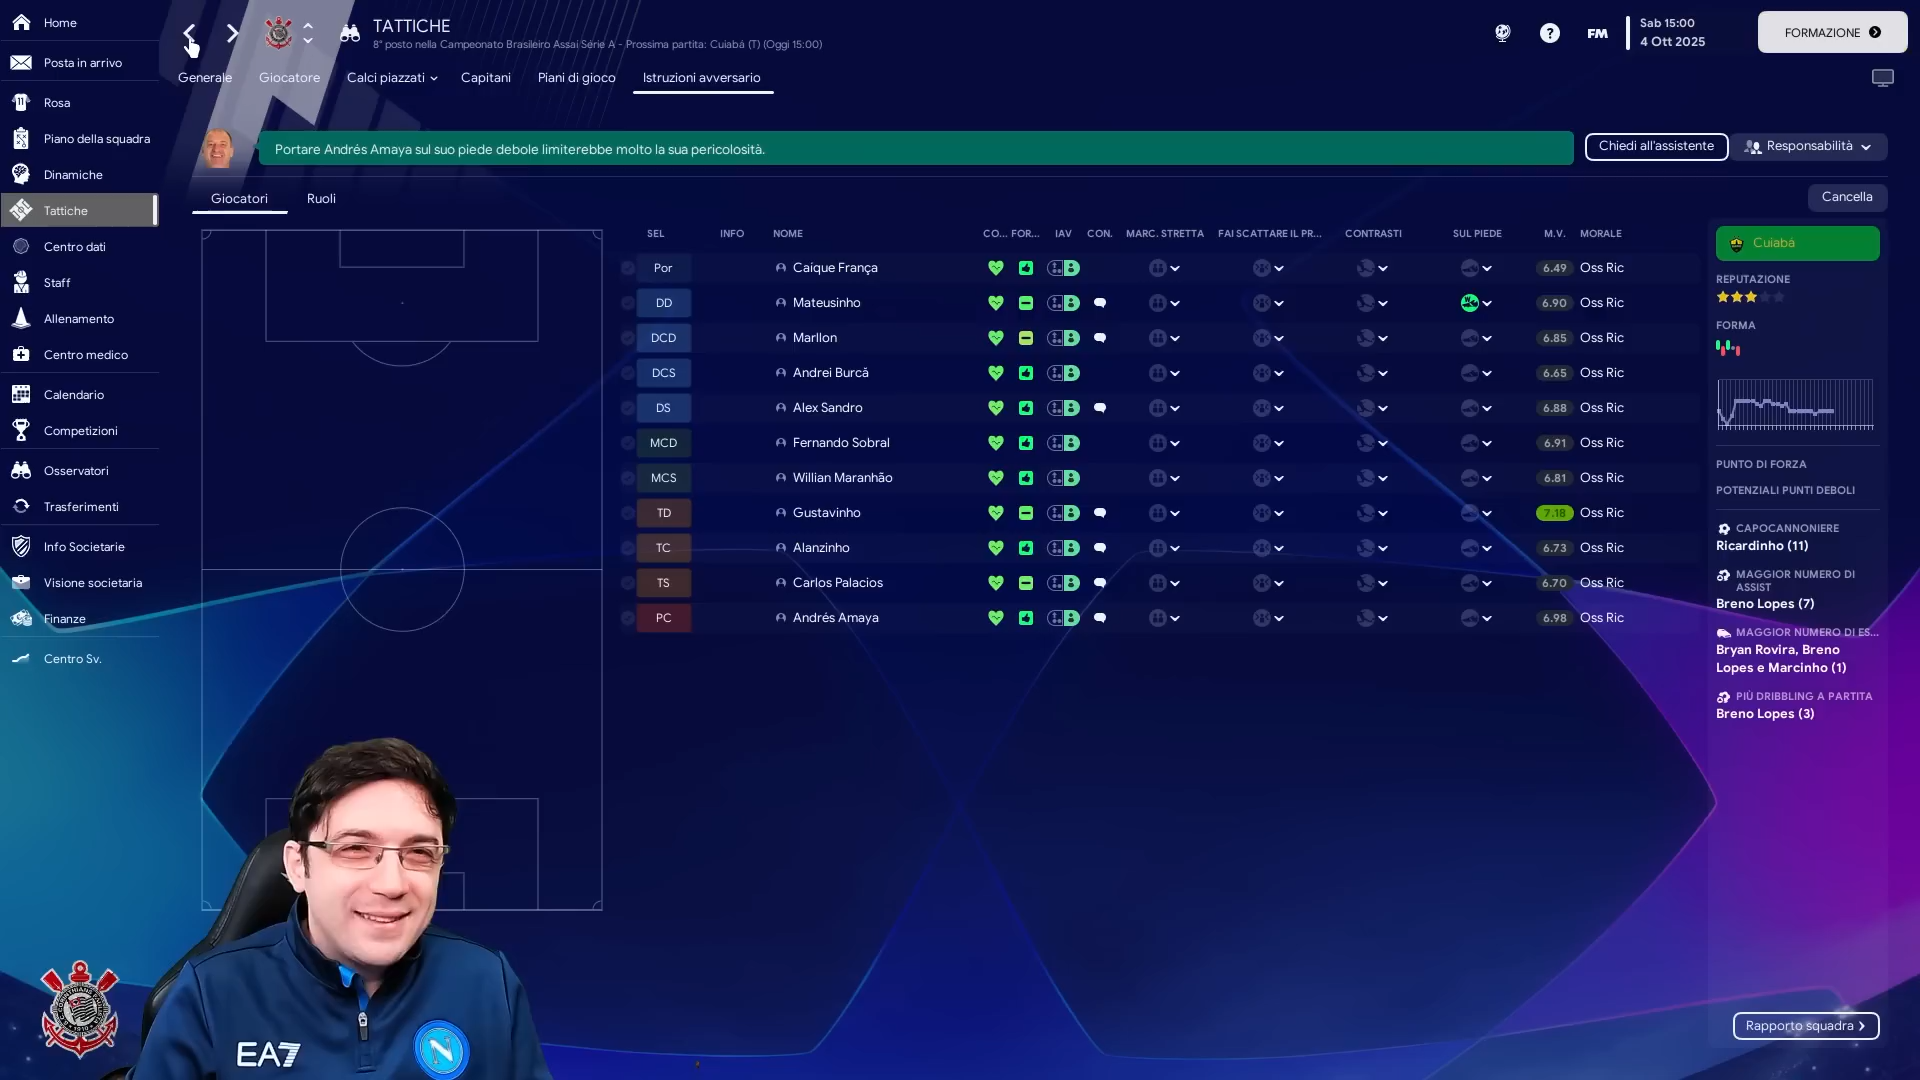 Home
Posta in arrivo
Rosa
Piano della squadra
Dinamiche
Tattiche
Centro dati
Staff
Allenamento
Centro medico
Calendario
Competizioni
Osservatori
Trasferimenti
Info Societarie
Visione societaria
Finanze
Centro Sv.
TATTICHE
8° posto nella Campeonato Brasileiro Assaí Série A - Prossima partita: Cuiabá (T) (Oggi 15:00)
FM
Sab 15:00
4 Ott 2025
FORMAZIONE
Generale Giocatore Calci piazzati Capitani Piani di gioco Istruzioni avversario
Portare Andrés Amaya sul suo piede debole limiterebbe molto la sua pericolosità.
Chiedi all'assistente
Responsabilità
Giocatori Ruoli
Cancella
SEL INFO NOME CO... FOR... IAV CON. MARC. STRETTA FAI SCATTARE IL PR... CONTRASTI SUL PIEDE M.V. MORALE
Por Caíque França 6.49 Oss Ric
DD Mateusinho 6.90 Oss Ric
DCD Marllon 6.85 Oss Ric
DCS Andrei Burcă 6.65 Oss Ric
DS Alex Sandro 6.88 Oss Ric
MCD Fernando Sobral 6.91 Oss Ric
MCS Willian Maranhão 6.81 Oss Ric
TD Gustavinho 7.18 Oss Ric
TC Alanzinho 6.73 Oss Ric
TS Carlos Palacios 6.70 Oss Ric
PC Andrés Amaya 6.98 Oss Ric
Cuiabá
REPUTAZIONE
FORMA
PUNTO DI FORZA
POTENZIALI PUNTI DEBOLI
CAPOCANNONIERE
Ricardinho (11)
MAGGIOR NUMERO DI
ASSIST
Breno Lopes (7)
MAGGIOR NUMERO DI ES...
Bryan Rovira, Breno
Lopes e Marcinho (1)
PIÙ DRIBBLING A PARTITA
Breno Lopes (3)
Rapporto squadra
EA7
N